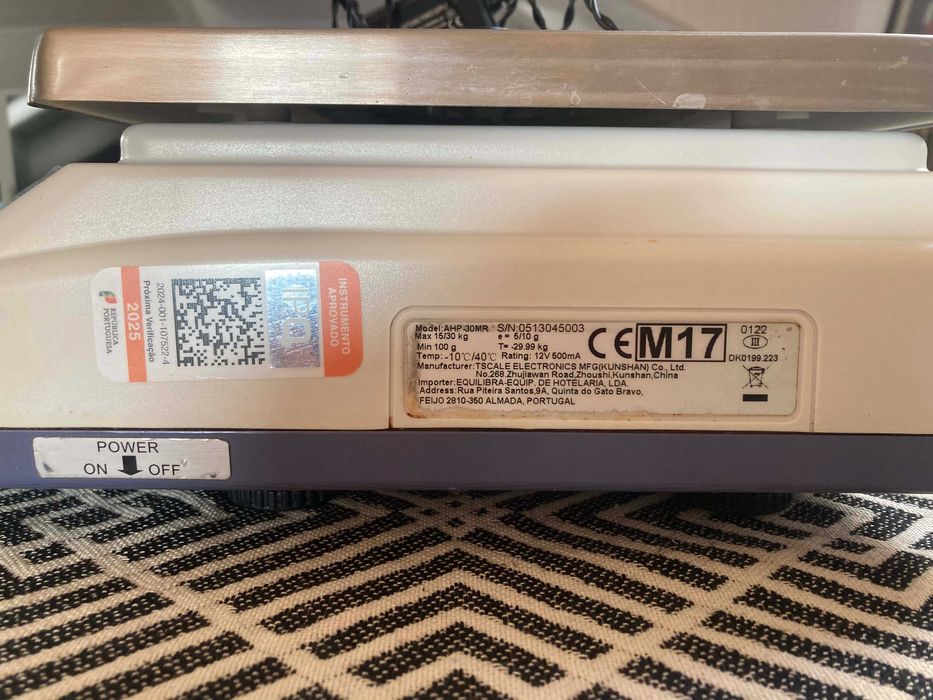 INSTRUMENTO
APROVADO
IPQ
2024-001-107522-4
Próxima Verificação
2025
REPÚBLICA
PORTUGUESA
Model: AHP-30MR S/N:0513045003
Max 15/30 kg e = 5/10 g
Min 100 g T= -29.99 kg
Temp: -10℃/40℃ Rating: 12V 500mA
Manufacturer:TSCALE ELECTRONICS MFG(KUNSHAN) Co., Ltd.
No.268,Zhujiawan Road,Zhoushi,Kunshan,China
Importer:EQUILIBRA-EQUIP. DE HOTELARIA, LDA.
Address:Rua Piteira Santos,9A, Quinta do Gato Bravo,
FEIJO 2810-350 ALMADA, PORTUGAL
CE M17
0122
III
DK0199.223
POWER
ON OFF